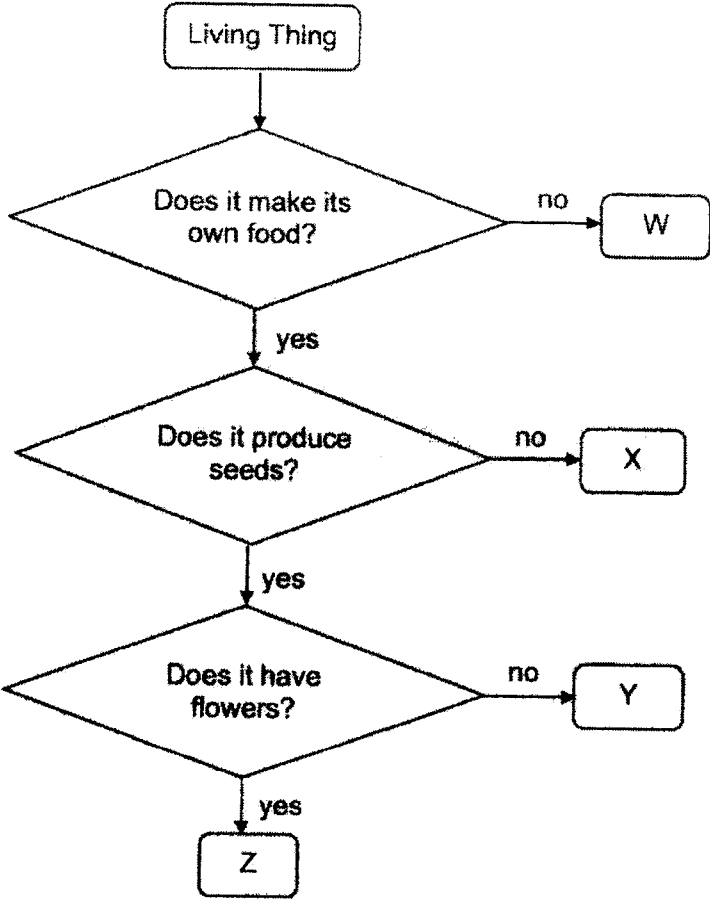 Living Thing
Does it make its
own food?
no
W
yes
Does it produce
seeds?
no
X
yes
Does it have
flowers?
no
Y
yes
Z